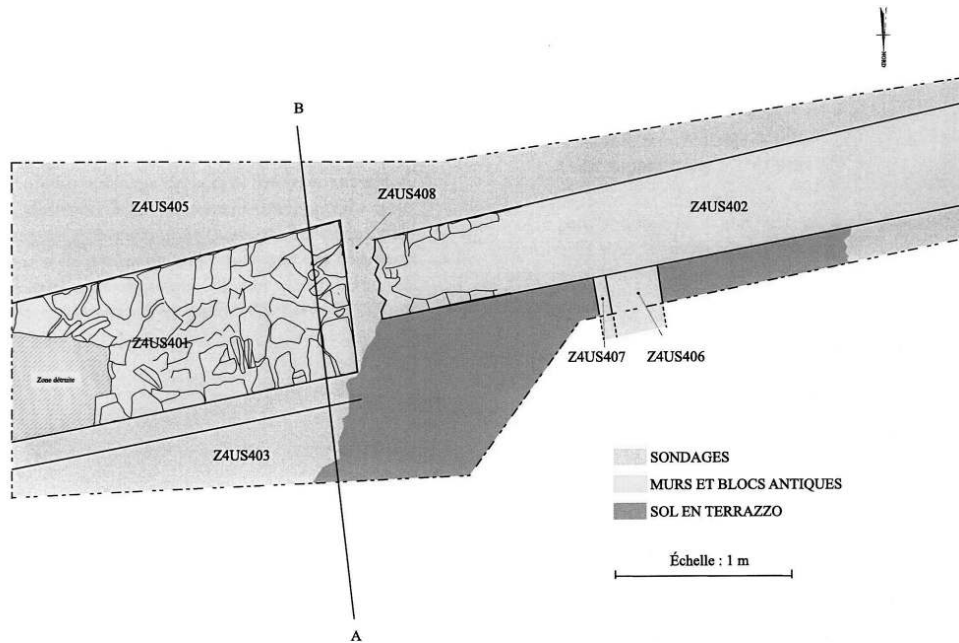 NORD
B
Z4US408
Z4US405
Z4US402
Z4US401
Zone détruite
Z4US407
Z4US406
Z4US403
SONDAGES
MURS ET BLOCS ANTIQUES
SOL EN TERRAZZO
Échelle : 1 m
A